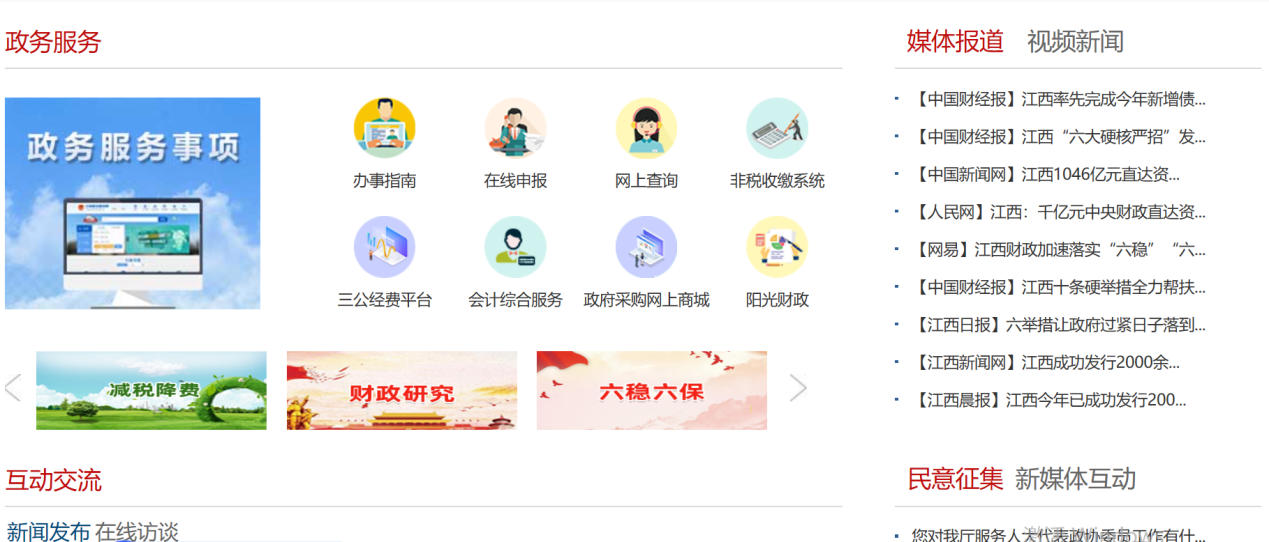 政务服务
政务服务事项
办事指南 在线申报 网上查询 非税收缴系统
三公经费平台 会计综合服务 政府采购网上商城 阳光财政
减税降费 财政研究 六稳六保
媒体报道 视频新闻
【中国财经报】江西率先完成今年新增债...
【中国财经报】江西“六大硬核严招”发...
【中国新闻网】江西1046亿元直达资...
【人民网】江西：千亿元中央财政直达资...
【网易】江西财政加速落实“六稳”“六...
【中国财经报】江西十条硬举措全力帮扶...
【江西日报】六举措让政府过紧日子落到...
【江西新闻网】江西成功发行2000余...
【江西晨报】江西今年已成功发行200...
互动交流
新闻发布 在线访谈
民意征集 新媒体互动
您对我厅服务人大代表政协委员工作有什...